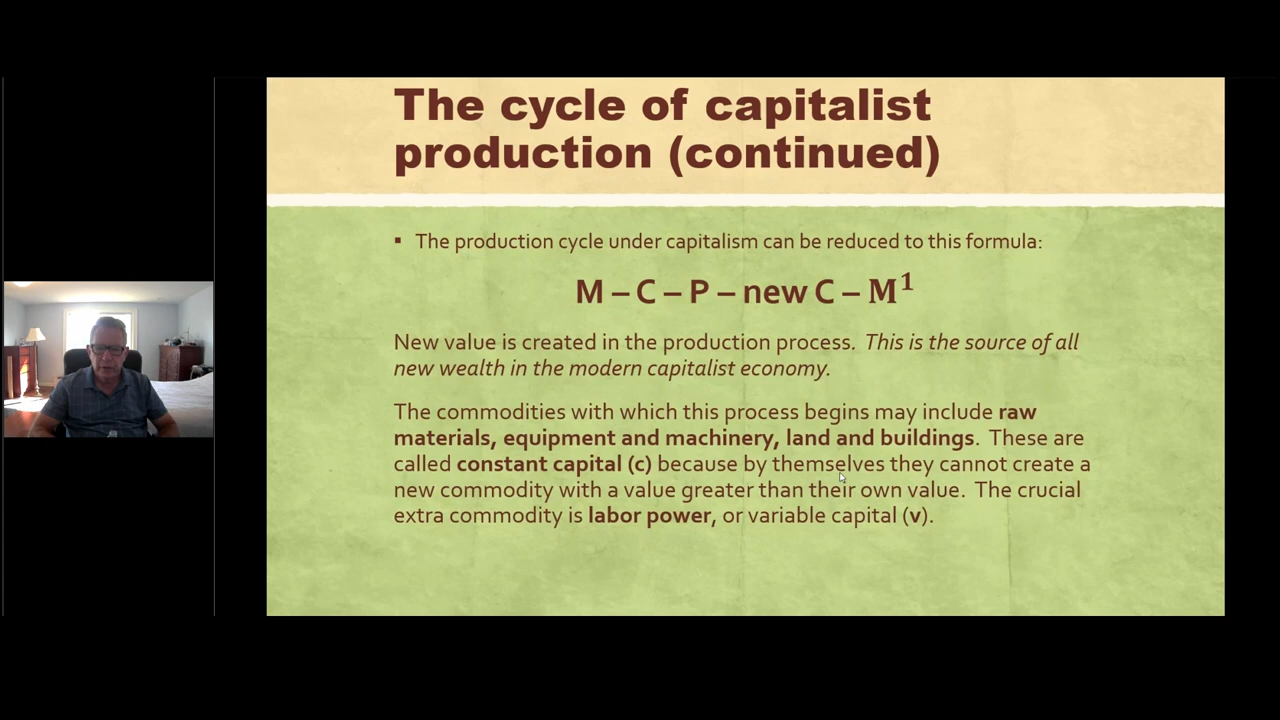 The cycle of capitalist
production (continued)
▪ The production cycle under capitalism can be reduced to this formula:
M – C – P – new C – M¹
New value is created in the production process. This is the source of all
new wealth in the modern capitalist economy.
The commodities with which this process begins may include raw
materials, equipment and machinery, land and buildings. These are
called constant capital (c) because by themselves they cannot create a
new commodity with a value greater than their own value. The crucial
extra commodity is labor power, or variable capital (v).